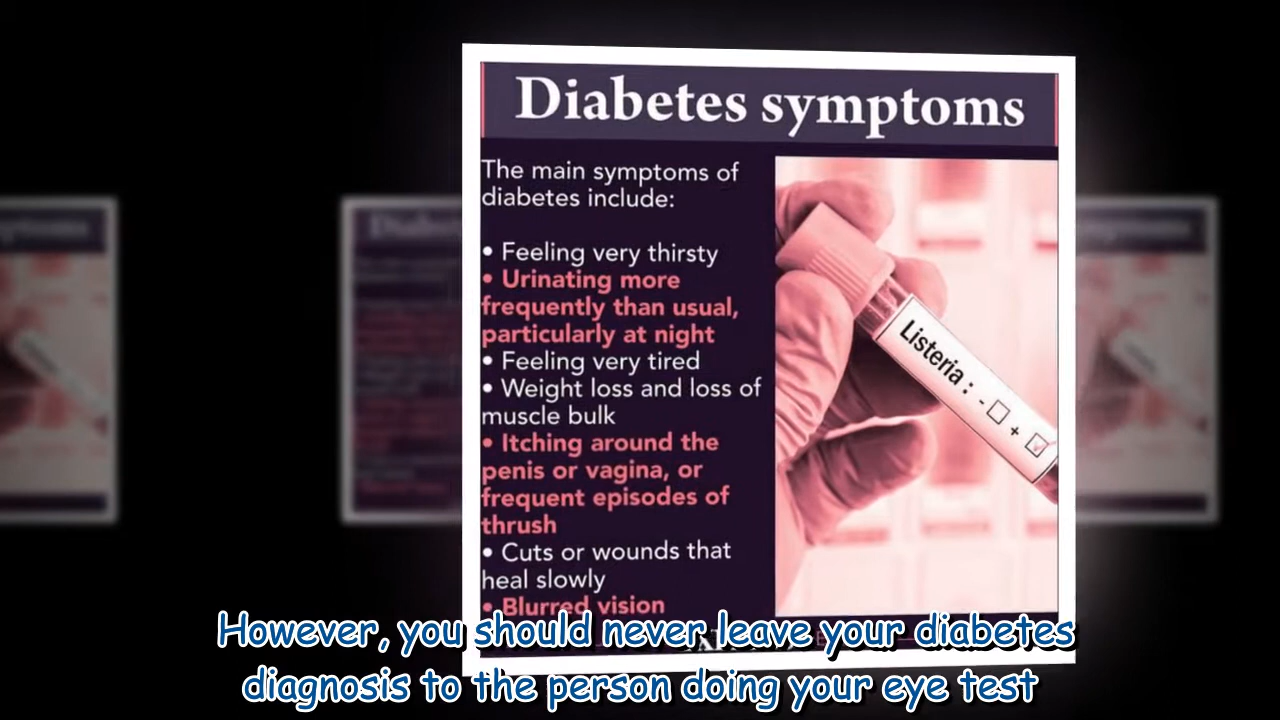 Diabetes symptoms
The main symptoms of
diabetes include:
• Feeling very thirsty
• Urinating more
frequently than usual,
particularly at night
• Feeling very tired
• Weight loss and loss of
muscle bulk
• Itching around the
penis or vagina, or
frequent episodes of
thrush
• Cuts or wounds that
heal slowly
• Blurred vision
Listeria : - +
However, you should never leave your diabetes
diagnosis to the person doing your eye test